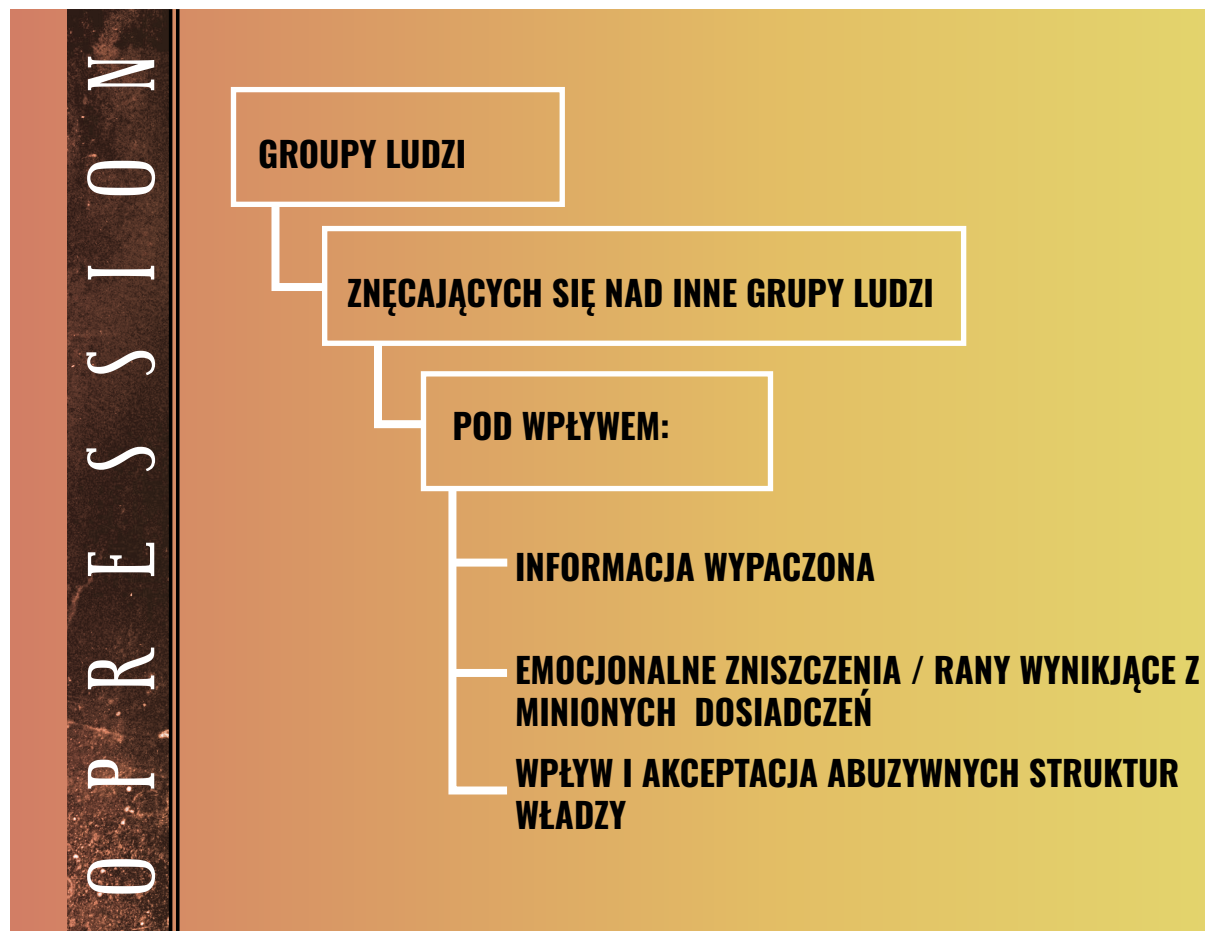 OPRESSION
GROUPY LUDZI
ZNĘCAJĄCYCH SIĘ NAD INNE GRUPY LUDZI
POD WPŁYWEM:
INFORMACJA WYPACZONA
EMOCJONALNE ZNISZCZENIA / RANY WYNIKJĄCE Z
MINIONYCH DOSIADCZEŃ
WPŁYW I AKCEPTACJA ABUZYWNYCH STRUKTUR
WŁADZY